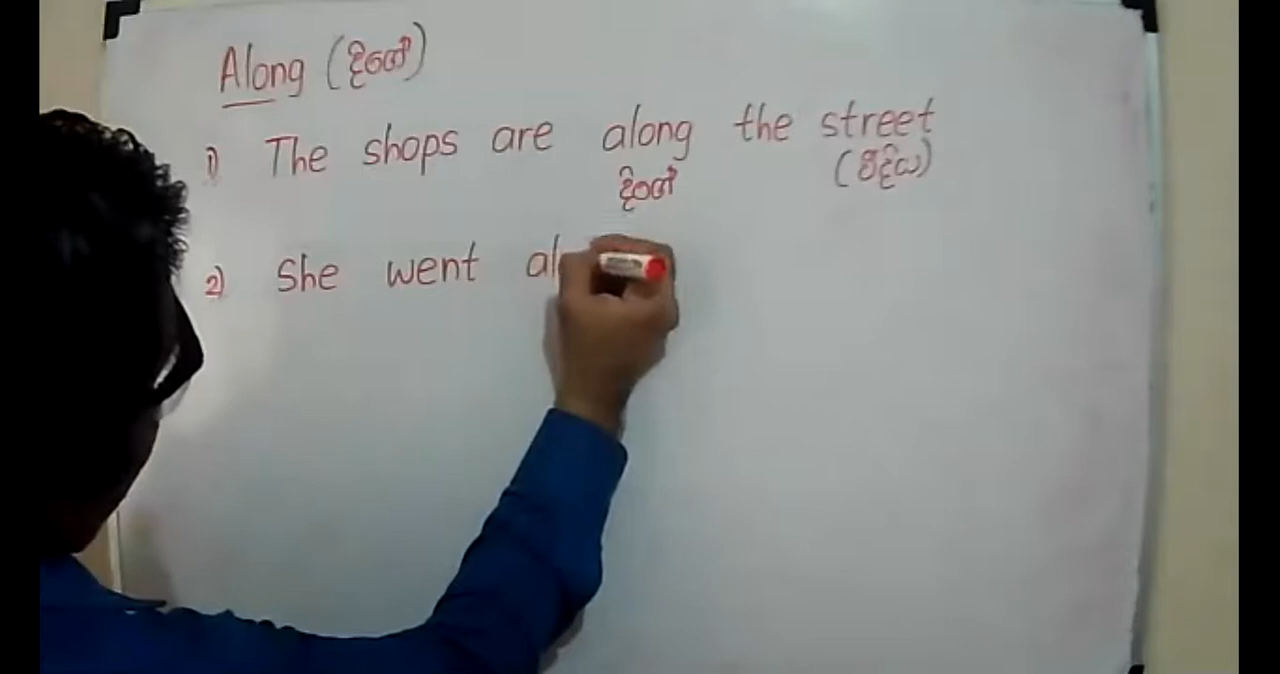 Along (දිගේ)
1) The shops are along the street
දිගේ (වීදිය)
2) She went al